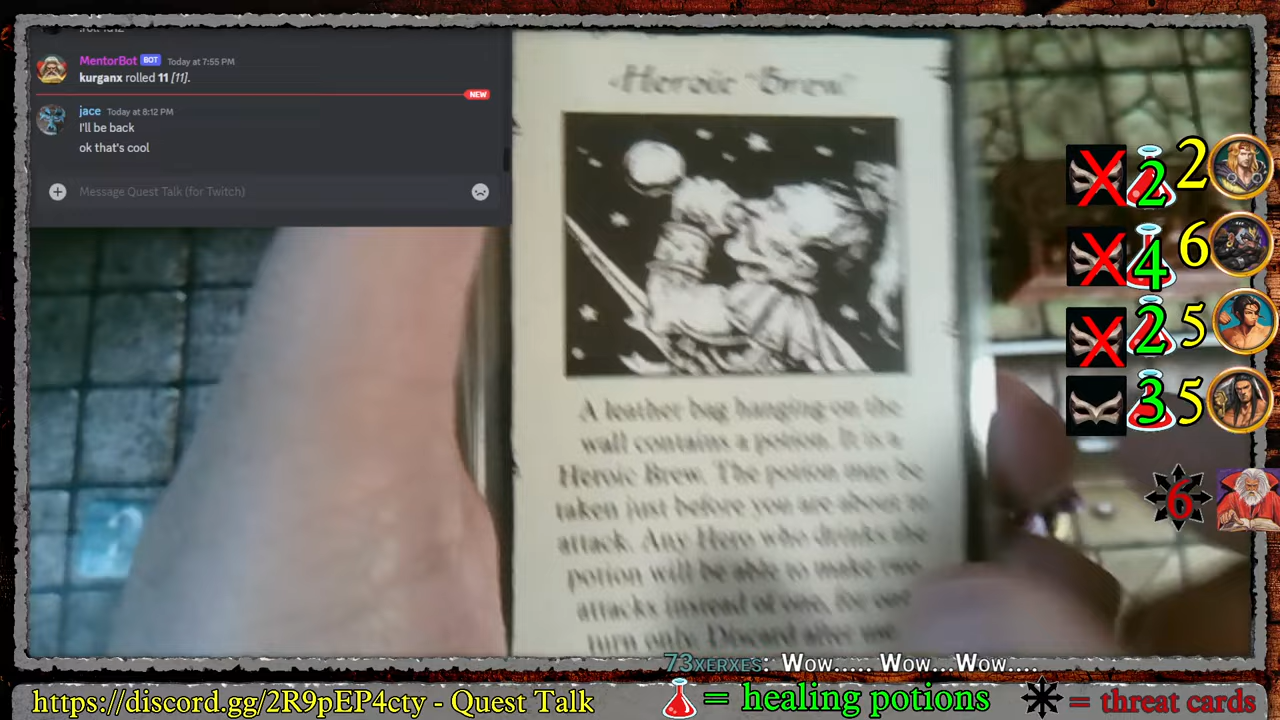 MentorBot BOT Today at 7:55 PM
kurganx rolled 11 [11].
NEW
jace Today at 8:12 PM
I'll be back
ok that's cool
Message Quest Talk (for Twitch)
Heroic Brew
A leather bag hanging on the
wall contains a potion. It is a
Heroic Brew. The potion may be
taken just before you are about to
attack. Any Hero who drinks the
potion will be able to make two
attacks instead of one, for one
turn only. Discard after use.
2 2
4 6
2 5
3 5
6
73xerxes: Wow..... Wow...Wow....
https://discord.gg/2R9pEP4cty - Quest Talk
= healing potions
= threat cards